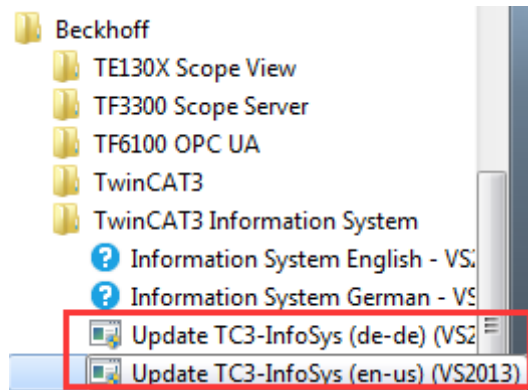 Beckhoff
TE130X Scope View
TF3300 Scope Server
TF6100 OPC UA
TwinCAT3
TwinCAT3 Information System
Information System English - VS
Information System German - VS
Update TC3-InfoSys (de-de) (VS2
Update TC3-InfoSys (en-us) (VS2013)